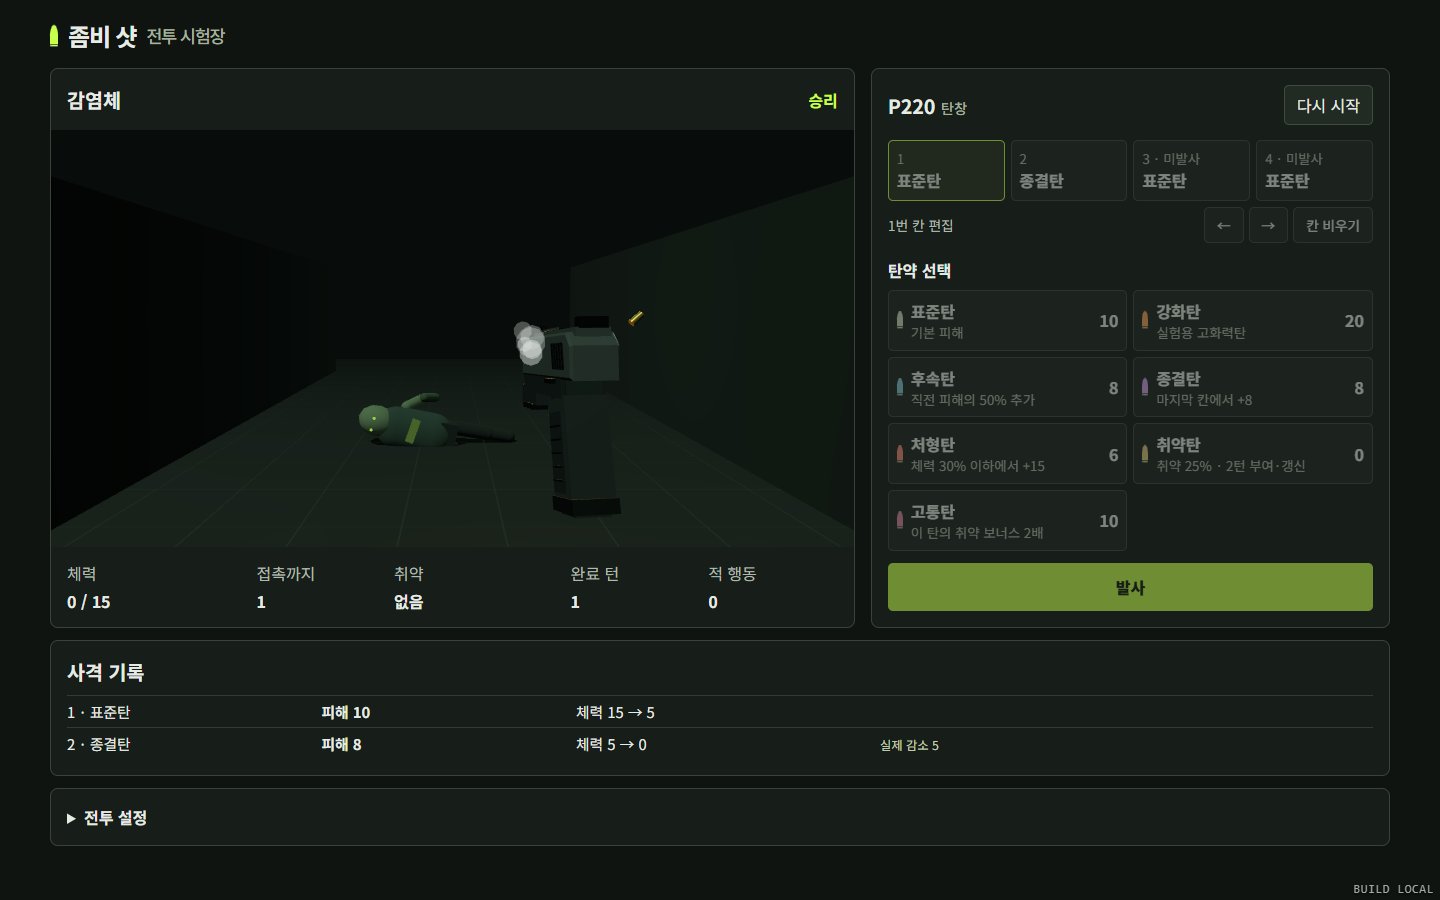 좀비 샷 전투 시험장
감염체
승리
체력
접촉까지
취약
완료 턴
적 행동
0 / 15
1
없음
1
0
P220 탄창
다시 시작
1
표준탄
2
종결탄
3 · 미발사
표준탄
4 · 미발사
표준탄
1번 칸 편집
←
→
칸 비우기
탄약 선택
표준탄
기본 피해
10
강화탄
실험용 고화력탄
20
후속탄
직전 피해의 50% 추가
8
종결탄
마지막 칸에서 +8
8
처형탄
체력 30% 이하에서 +15
6
취약탄
취약 25% · 2턴 부여·갱신
0
고통탄
이 탄의 취약 보너스 2배
10
발사
사격 기록
1 · 표준탄 피해 10 체력 15 → 5
2 · 종결탄 피해 8 체력 5 → 0 실제 감소 5
▶ 전투 설정
BUILD LOCAL